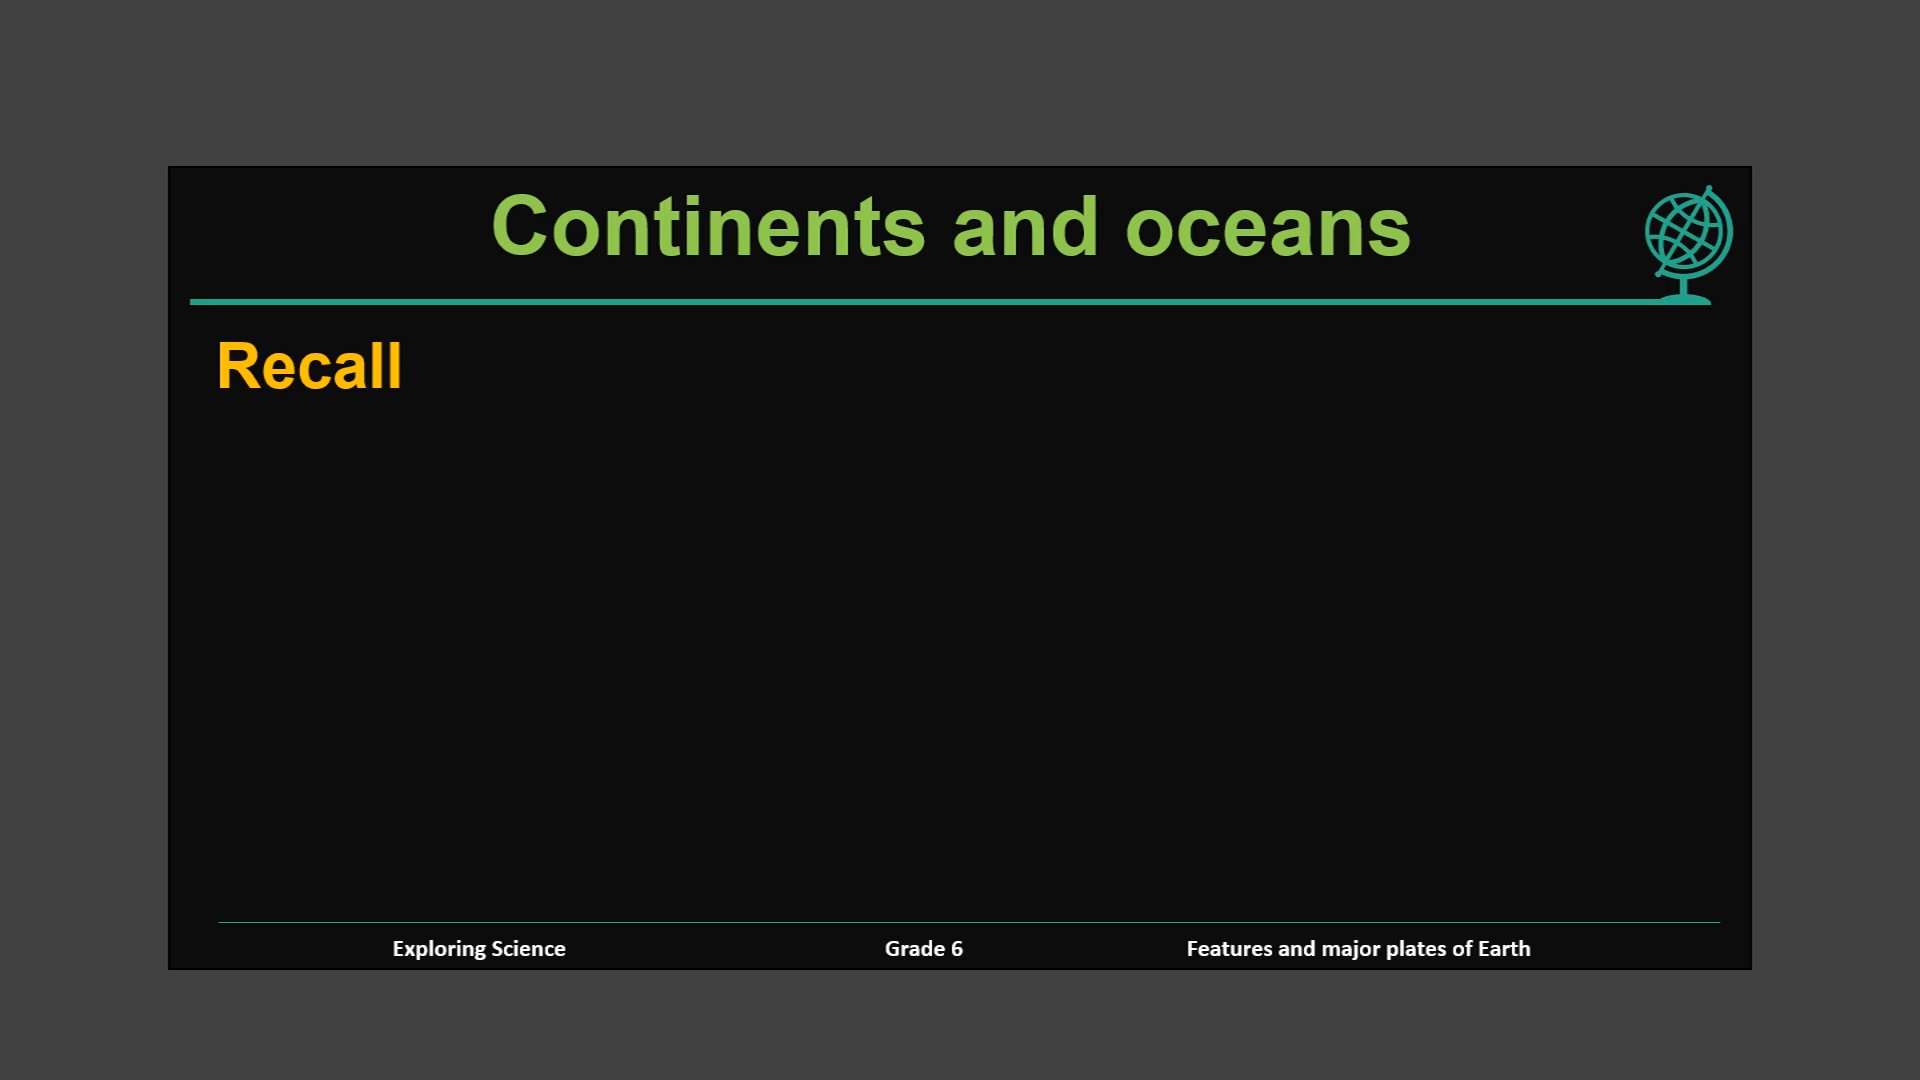 Continents and oceans
Recall
Exploring Science
Grade 6
Features and major plates of Earth